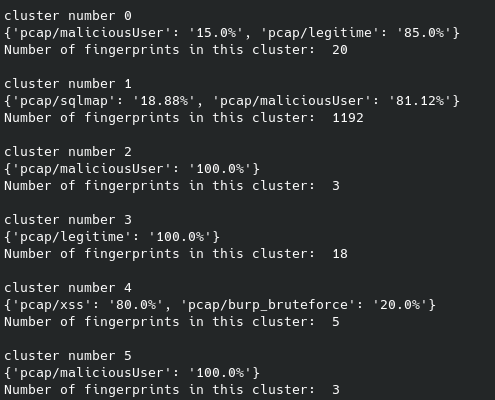 cluster number 0
{'pcap/maliciousUser': '15.0%', 'pcap/legitime': '85.0%'}
Number of fingerprints in this cluster:  20
cluster number 1
{'pcap/sqlmap': '18.88%', 'pcap/maliciousUser': '81.12%'}
Number of fingerprints in this cluster:  1192
cluster number 2
{'pcap/maliciousUser': '100.0%'}
Number of fingerprints in this cluster:  3
cluster number 3
{'pcap/legitime': '100.0%'}
Number of fingerprints in this cluster:  18
cluster number 4
{'pcap/xss': '80.0%', 'pcap/burp_bruteforce': '20.0%'}
Number of fingerprints in this cluster:  5
cluster number 5
{'pcap/maliciousUser': '100.0%'}
Number of fingerprints in this cluster:  3